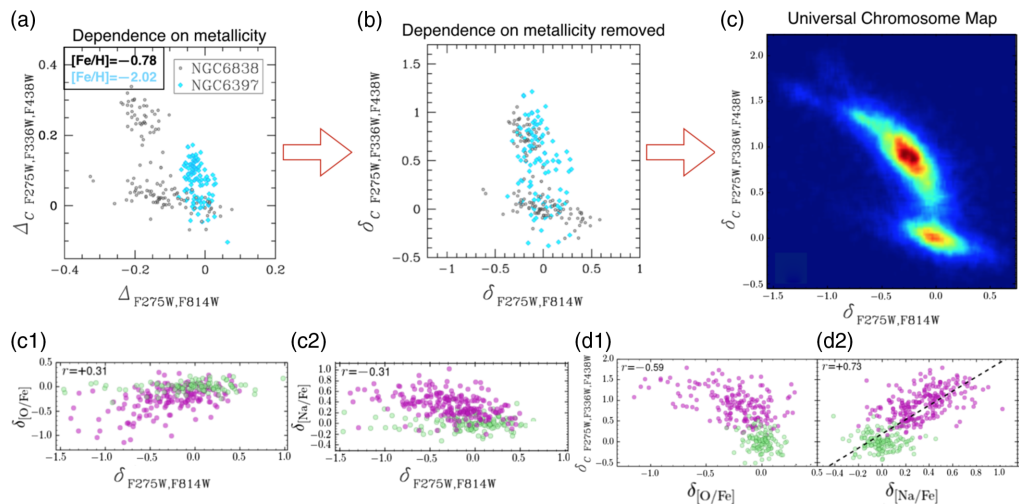 (a)
Dependence on metallicity
[Fe/H]=−0.78
[Fe/H]=−2.02
NGC6838
NGC6397
0.4
0.2
0
−0.4
−0.2
0
0.2
Δ C F275W,F336W,F438W
Δ F275W,F814W
(b)
Dependence on metallicity removed
1.5
1
0.5
0
−0.5
−1
−0.5
0
0.5
1
δ C F275W,F336W,F438W
δ F275W,F814W
(c)
Universal Chromosome Map
2.0
1.5
1.0
0.5
0.0
−0.5
−1.5
−1.0
−0.5
0.0
0.5
δ C F275W,F336W,F438W
δ F275W,F814W
(c1)
r=+0.31
0.5
0.0
−0.5
−1.0
−1.5
−1.0
−0.5
0.0
0.5
1.0
δ[O/Fe]
δ F275W,F814W
(c2)
r=−0.31
1.0
0.8
0.6
0.4
0.2
0.0
−0.2
−0.4
−1.5
−1.0
−0.5
0.0
0.5
1.0
δ[Na/Fe]
δ F275W,F814W
(d1)
r=−0.59
2.0
1.5
1.0
0.5
0.0
−0.5
−1.0
−0.5
0.0
δ C F275W,F336W,F438W
δ[O/Fe]
(d2)
r=+0.73
−0.4
−0.2
0.0
0.2
0.4
0.6
0.8
1.0
δ[Na/Fe]